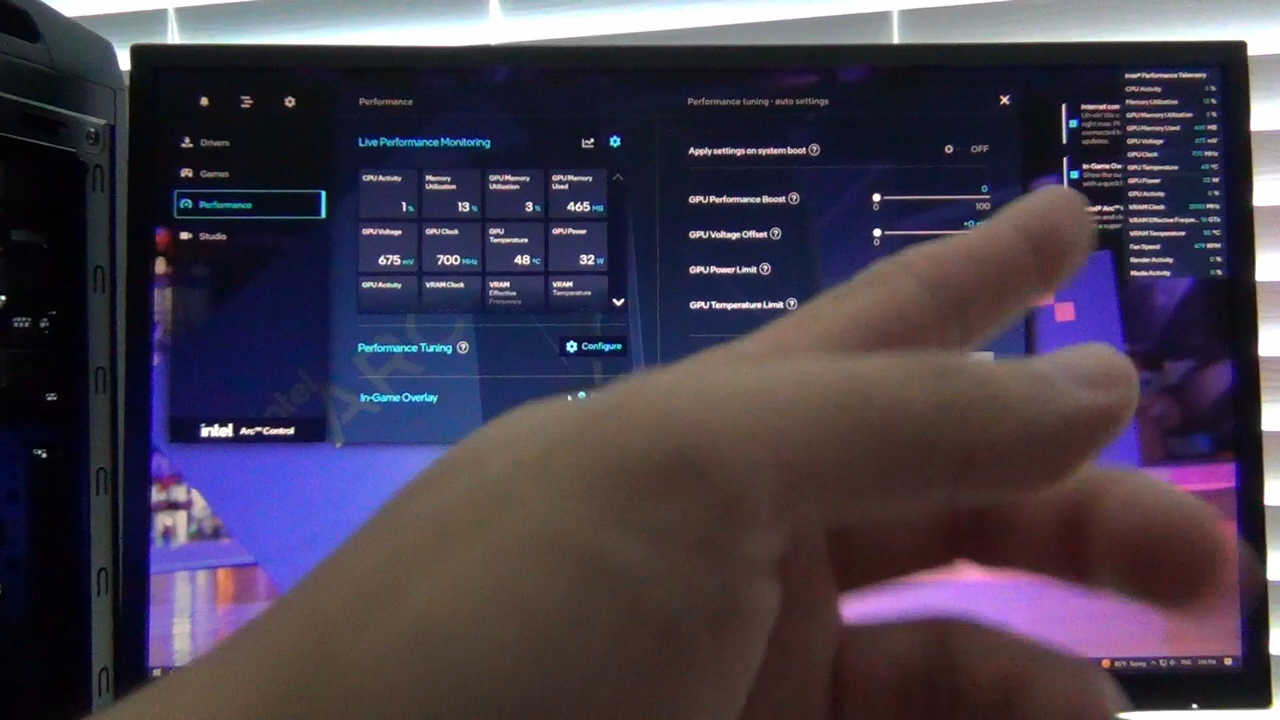 Performance
Performance tuning - auto settings
Drivers
Games
Performance
Studio
intel Arc™ Control
Live Performance Monitoring
CPU Activity
1 %
Memory Utilization
13 %
GPU Memory Utilization
3 %
GPU Memory Used
465 MB
GPU Voltage
675 mV
GPU Clock
700 MHz
GPU Temperature
48 °C
GPU Power
32 W
GPU Activity
VRAM Clock
VRAM Effective Frequency
VRAM Temperature
Performance Tuning
Configure
In-Game Overlay
Apply settings on system boot
OFF
GPU Performance Boost
0
0
100
GPU Voltage Offset
0
GPU Power Limit
GPU Temperature Limit
intel
ARC
Intel® Performance Telemetry
CPU Activity
Memory Utilization
GPU Memory Utilization
GPU Memory Used
GPU Voltage
GPU Clock
GPU Temperature
GPU Power
GPU Activity
VRAM Clock
VRAM Effective Freque...
VRAM Temperature
Fan Speed
Render Activity
Media Activity
Sunny